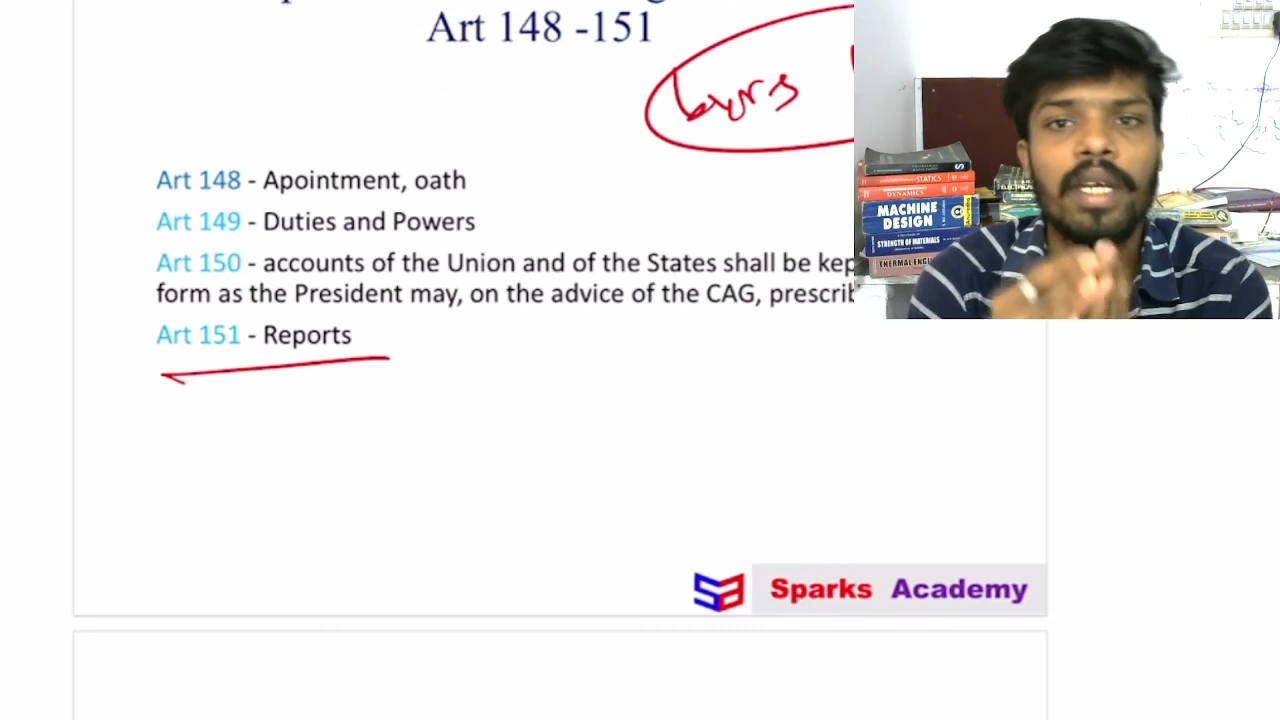 Art 148 -151
Art 148 - Apointment, oath
Art 149 - Duties and Powers
Art 150 - accounts of the Union and of the States shall be kep
form as the President may, on the advice of the CAG, prescrib
Art 151 - Reports
Sparks Academy
STATICS
DYNAMICS
MACHINE
DESIGN
STRENGTH OF MATERIALS
THERMAL ENGI